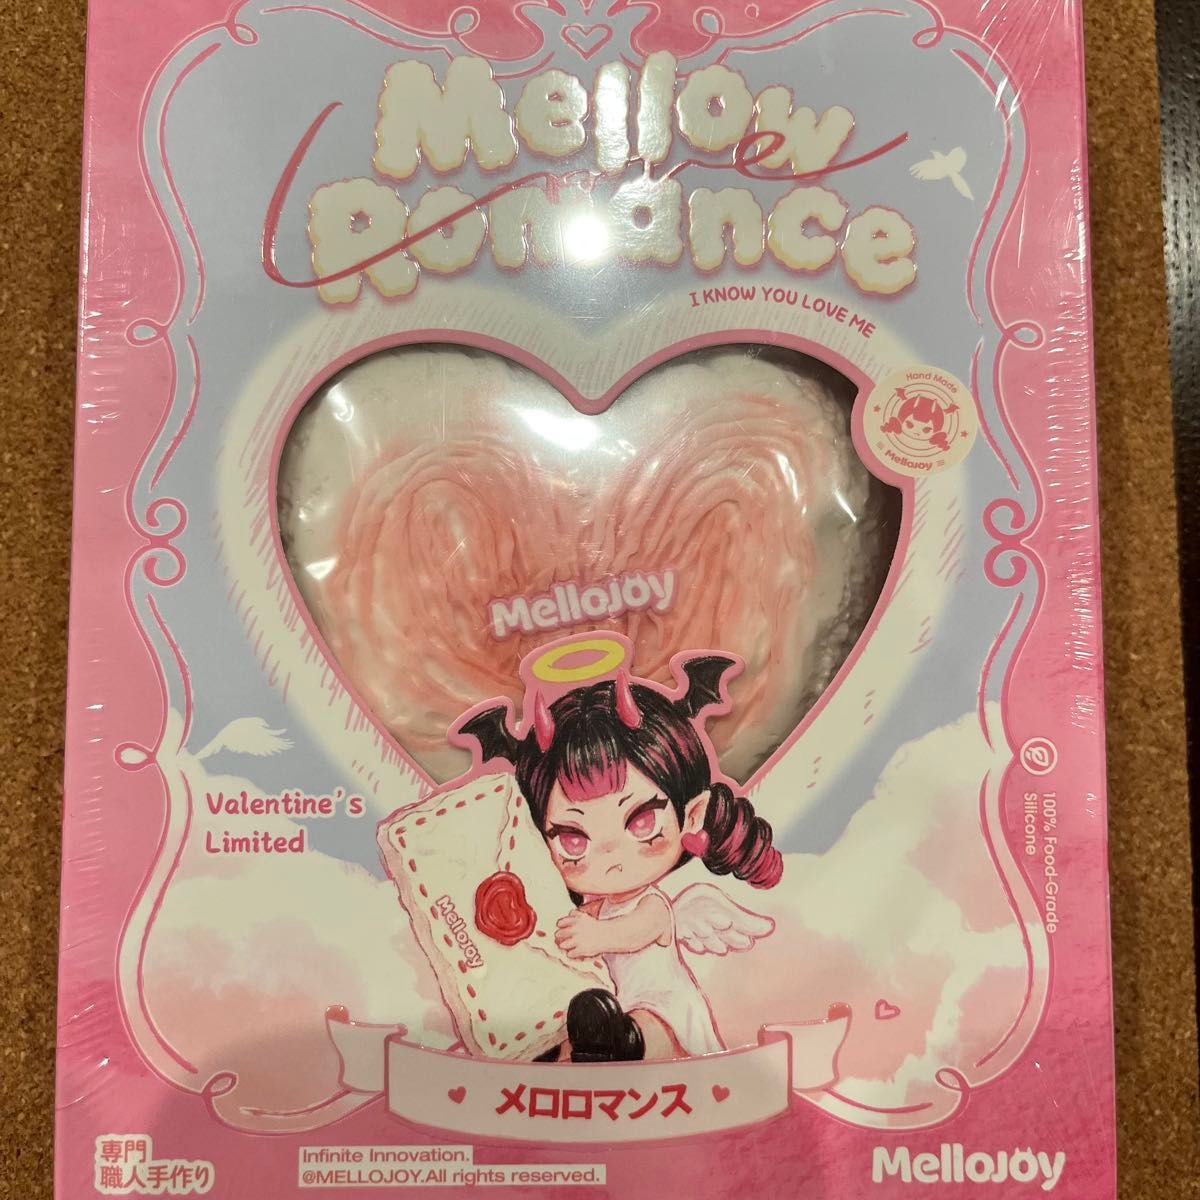 Mellow
Romance
I KNOW YOU LOVE ME
Hand Made
MelloJoy
MelloJoy
Valentine's
Limited
100% Food-Grade
Silicone
MelloJoy
メロロマンス
専門
職人手作り
Infinite Innovation.
@MELLOJOY.All rights reserved.
MelloJoy